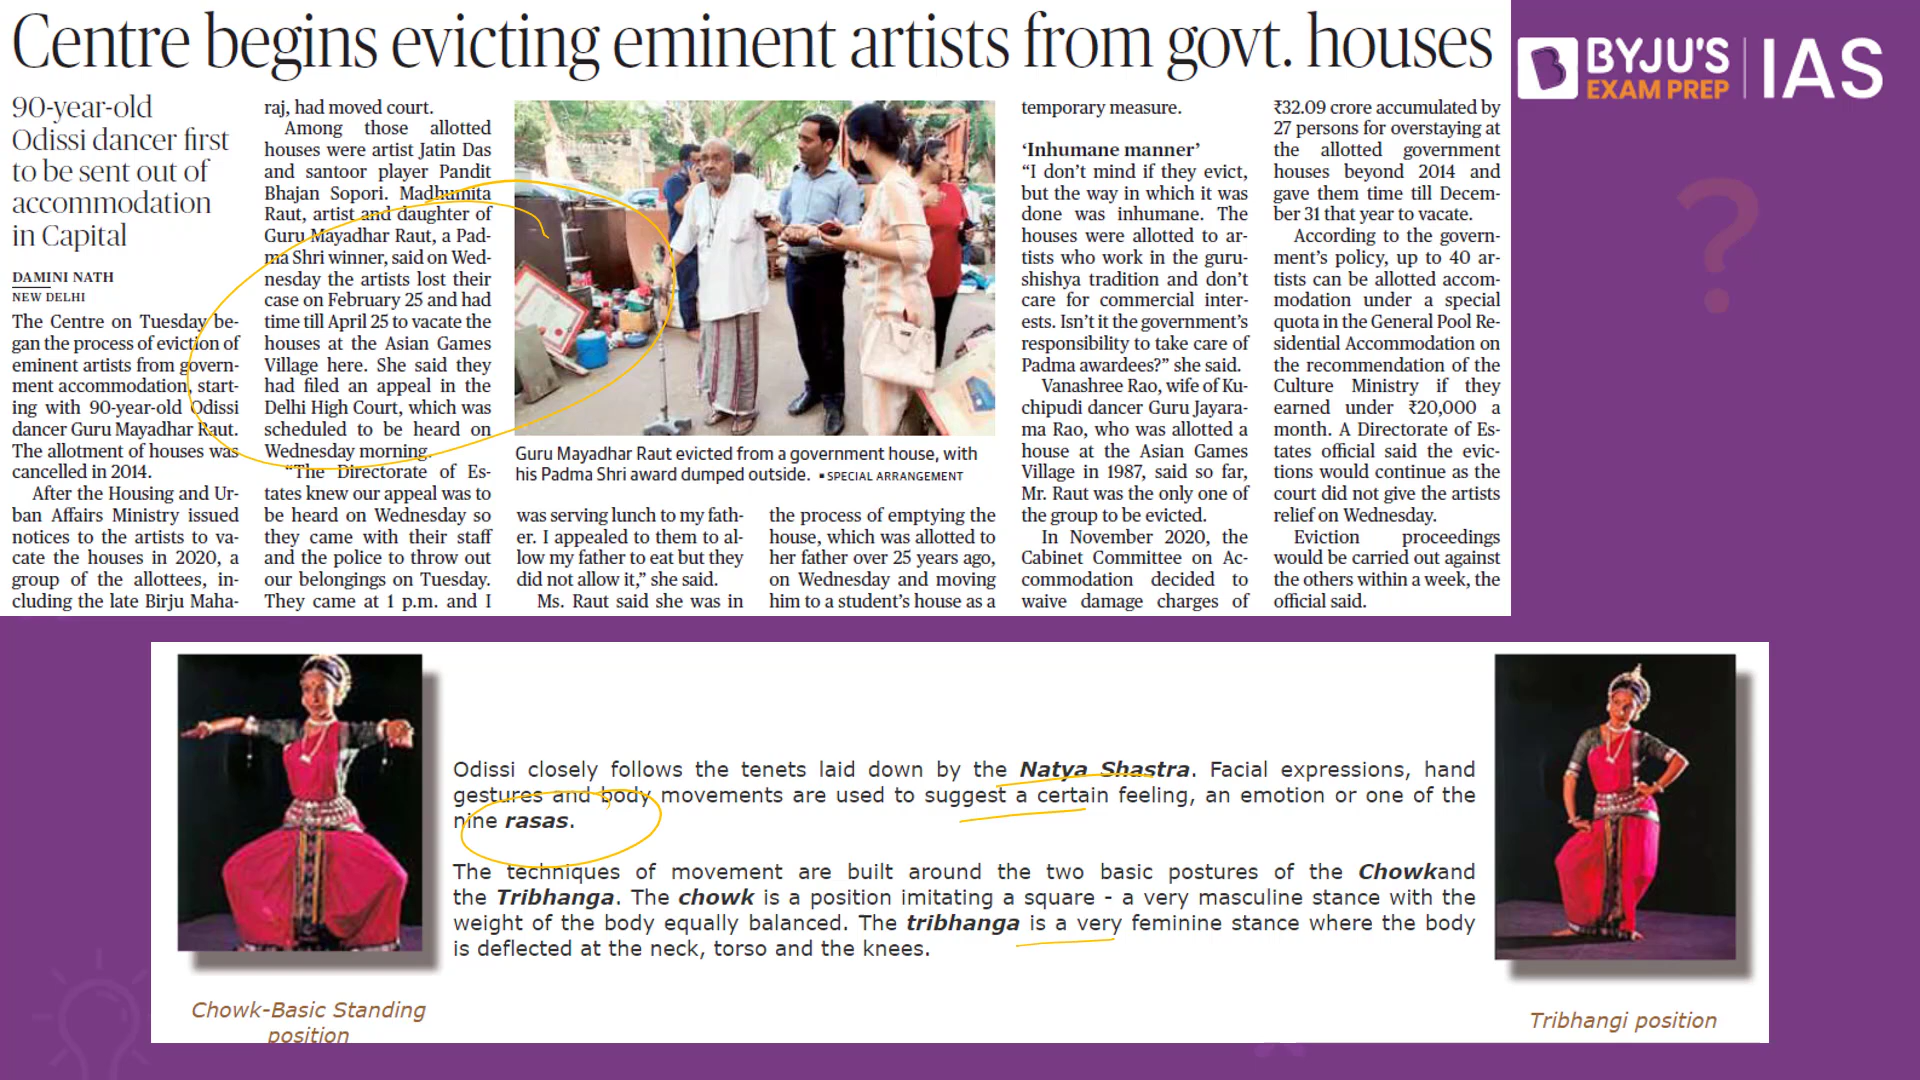 Centre begins evicting eminent artists from govt. houses
BYJU'S
EXAM PREP
IAS
90-year-old
Odissi dancer first
to be sent out of
accommodation
in Capital
DAMINI NATH
NEW DELHI
The Centre on Tuesday be-
gan the process of eviction of
eminent artists from govern-
ment accommodation, start-
ing with 90-year-old Odissi
dancer Guru Mayadhar Raut.
The allotment of houses was
cancelled in 2014.
After the Housing and Ur-
ban Affairs Ministry issued
notices to the artists to va-
cate the houses in 2020, a
group of the allottees, in-
cluding the late Birju Maha-
raj, had moved court.
Among those allotted
houses were artist Jatin Das
and santoor player Pandit
Bhajan Sopori. Madhumita
Raut, artist and daughter of
Guru Mayadhar Raut, a Pad-
ma Shri winner, said on Wed-
nesday the artists lost their
case on February 25 and had
time till April 25 to vacate the
houses at the Asian Games
Village here. She said they
had filed an appeal in the
Delhi High Court, which was
scheduled to be heard on
Wednesday morning.
"The Directorate of Es-
tates knew our appeal was to
be heard on Wednesday so
they came with their staff
and the police to throw out
our belongings on Tuesday.
They came at 1 p.m. and I
Guru Mayadhar Raut evicted from a government house, with
his Padma Shri award dumped outside. ▪ SPECIAL ARRANGEMENT
was serving lunch to my fath-
er. I appealed to them to al-
low my father to eat but they
did not allow it," she said.
Ms. Raut said she was in
the process of emptying the
house, which was allotted to
her father over 25 years ago,
on Wednesday and moving
him to a student's house as a
temporary measure.
'Inhumane manner'
"I don't mind if they evict,
but the way in which it was
done was inhumane. The
houses were allotted to ar-
tists who work in the guru-
shishya tradition and don't
care for commercial inter-
ests. Isn't it the government's
responsibility to take care of
Padma awardees?" she said.
Vanashree Rao, wife of Ku-
chipudi dancer Guru Jayara-
ma Rao, who was allotted a
house at the Asian Games
Village in 1987, said so far,
Mr. Raut was the only one of
the group to be evicted.
In November 2020, the
Cabinet Committee on Ac-
commodation decided to
waive damage charges of
₹32.09 crore accumulated by
27 persons for overstaying at
the allotted government
houses beyond 2014 and
gave them time till Decem-
ber 31 that year to vacate.
According to the govern-
ment's policy, up to 40 ar-
tists can be allotted accom-
modation under a special
quota in the General Pool Re-
sidential Accommodation on
the recommendation of the
Culture Ministry if they
earned under ₹20,000 a
month. A Directorate of Es-
tates official said the evic-
tions would continue as the
court did not give the artists
relief on Wednesday.
Eviction proceedings
would be carried out against
the others within a week, the
official said.
Odissi closely follows the tenets laid down by the Natya Shastra. Facial expressions, hand
gestures and body movements are used to suggest a certain feeling, an emotion or one of the
nine rasas.
The techniques of movement are built around the two basic postures of the Chowkand
the Tribhanga. The chowk is a position imitating a square - a very masculine stance with the
weight of the body equally balanced. The tribhanga is a very feminine stance where the body
is deflected at the neck, torso and the knees.
Chowk-Basic Standing
position
Tribhangi position